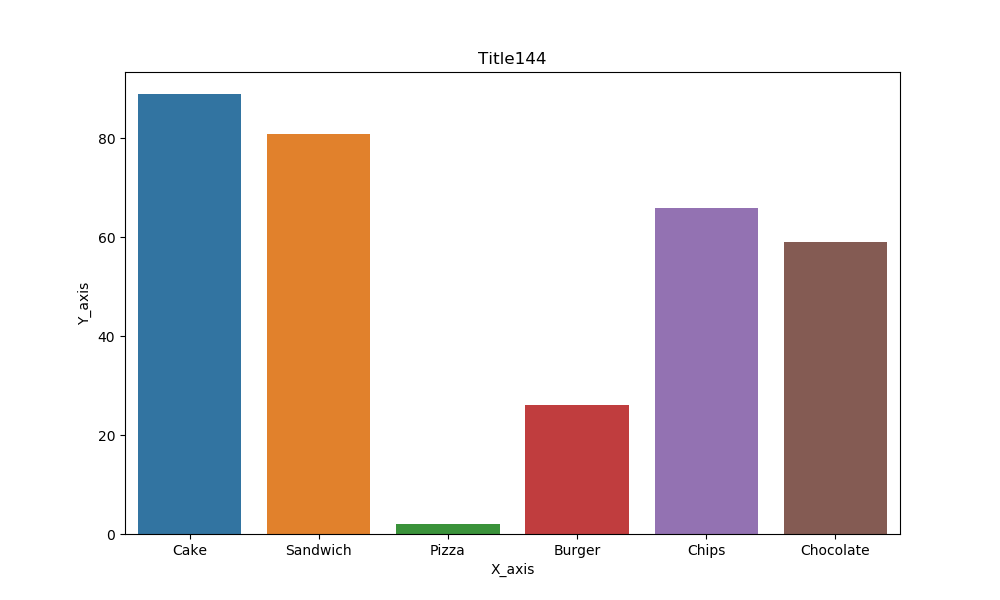 Title144
80
60
40
20
0
Y_axis
Cake Sandwich Pizza Burger Chips Chocolate
X_axis